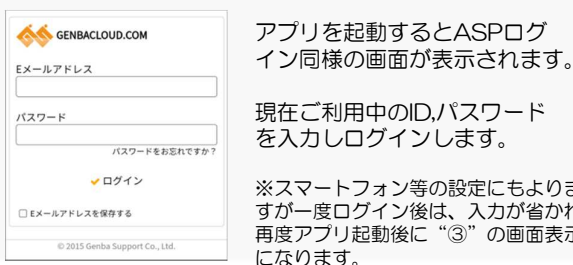 GENBACLOUD.COM
Eメールアドレス
パスワード
パスワードをお忘れですか？
ログイン
Eメールアドレスを保存する
© 2015 Genba Support Co., Ltd.
アプリを起動するとASPログ
イン同様の画面が表示されます。
現在ご利用中のID,パスワード
を入力しログインします。
※スマートフォン等の設定にもよりま
すが一度ログイン後は、入力が省かれ
再度アプリ起動後に“③”の画面表示
になります。